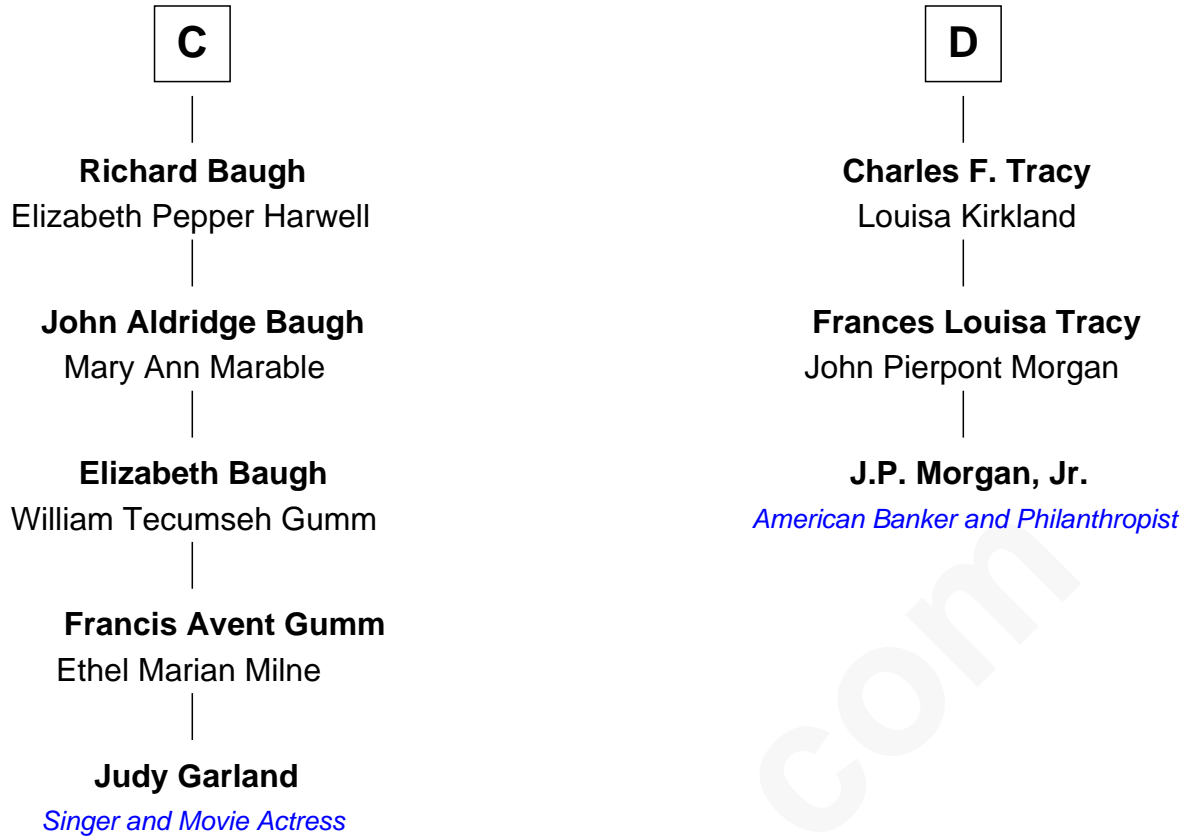 C
Richard Baugh
Elizabeth Pepper Harwell
John Aldridge Baugh
Mary Ann Marable
Elizabeth Baugh
William Tecumseh Gumm
Francis Avent Gumm
Ethel Marian Milne
Judy Garland
Singer and Movie Actress
D
Charles F. Tracy
Louisa Kirkland
Frances Louisa Tracy
John Pierpont Morgan
J.P. Morgan, Jr.
American Banker and Philanthropist
com